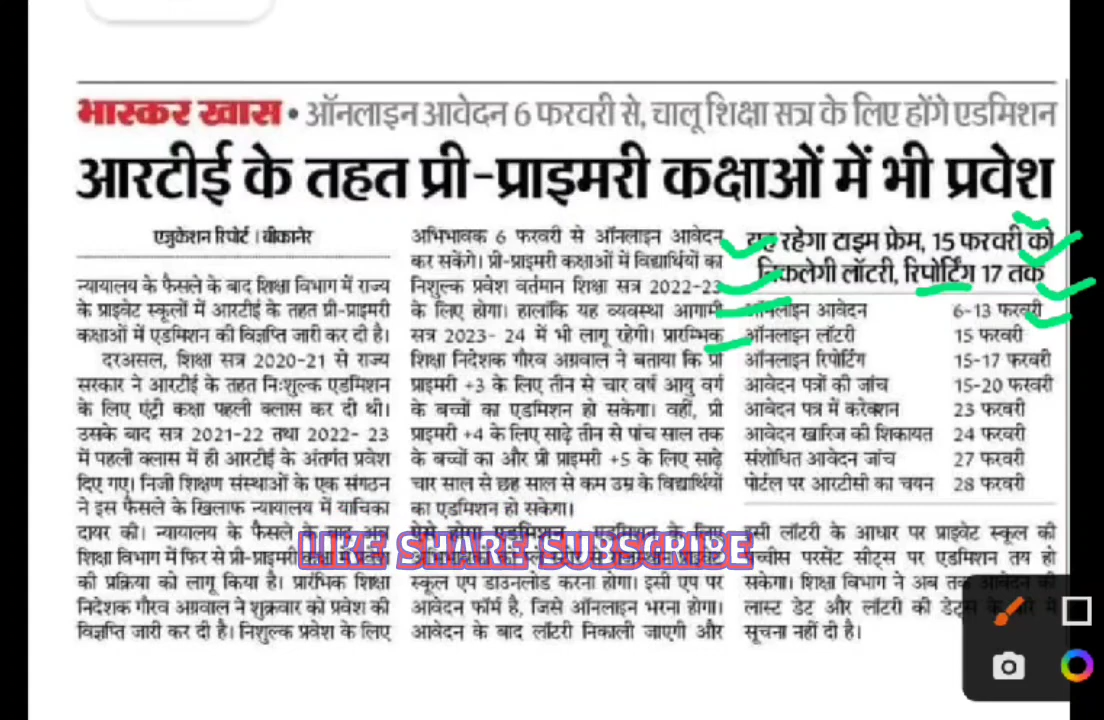 भास्कर खास • ऑनलाइन आवेदन 6 फरवरी से, चालू शिक्षा सत्र के लिए होंगे एडमिशन
आरटीई के तहत प्री-प्राइमरी कक्षाओं में भी प्रवेश
एजुकेशन रिपोर्ट | बीकानेर
न्यायालय के फैसले के बाद शिक्षा विभाग में राज्य
के प्राइवेट स्कूलों में आरटीई के तहत प्री-प्राइमरी
कक्षाओं में एडमिशन की विज्ञप्ति जारी कर दी है।
दरअसल, शिक्षा सत्र 2020-21 से राज्य
सरकार ने आरटीई के तहत निःशुल्क एडमिशन
के लिए एंट्री कक्षा पहली क्लास कर दी थी।
उसके बाद सत्र 2021-22 तथा 2022- 23
में पहली क्लास में ही आरटीई के अंतर्गत प्रवेश
दिए गए। निजी शिक्षण संस्थाओं के एक संगठन
ने इस फैसले के खिलाफ न्यायालय में याचिका
दायर की। न्यायालय के फैसले के बाद अब
शिक्षा विभाग में फिर से प्री-प्राइमरी कक्षा में प्रवेश
की प्रक्रिया को लागू किया है। प्रारंभिक शिक्षा
निदेशक गौरव अग्रवाल ने शुक्रवार को प्रवेश की
विज्ञप्ति जारी कर दी है। निशुल्क प्रवेश के लिए
अभिभावक 6 फरवरी से ऑनलाइन आवेदन
कर सकेंगे। प्री-प्राइमरी कक्षाओं में विद्यार्थियों का
निशुल्क प्रवेश वर्तमान शिक्षा सत्र 2022-23
के लिए होगा। हालांकि यह व्यवस्था आगामी
सत्र 2023- 24 में भी लागू रहेगी। प्रारम्भिक
शिक्षा निदेशक गौरव अग्रवाल ने बताया कि प्री
प्राइमरी +3 के लिए तीन से चार वर्ष आयु वर्ग
के बच्चों का एडमिशन हो सकेगा। वहीं, प्री
प्राइमरी +4 के लिए साढ़े तीन से पांच साल तक
के बच्चों का और प्री प्राइमरी +5 के लिए साढ़े
चार साल से छह साल से कम उम्र के विद्यार्थियों
का एडमिशन हो सकेगा।
ऐसे होगा एडमिशन एडमिशन के लिए
LIKE SHARE SUBSCRIBE
स्कूल एप डाउनलोड करना होगा। इसी एप पर
आवेदन फॉर्म है, जिसे ऑनलाइन भरना होगा।
आवेदन के बाद लॉटरी निकाली जाएगी और
यह रहेगा टाइम फ्रेम, 15 फरवरी को
निकलेगी लॉटरी, रिपोर्टिंग 17 तक
ऑनलाइन आवेदन 6-13 फरवरी
ऑनलाइन लॉटरी 15 फरवरी
ऑनलाइन रिपोर्टिंग 15-17 फरवरी
आवेदन पत्रों की जांच 15-20 फरवरी
आवेदन पत्र में करेक्शन 23 फरवरी
आवेदन खारिज की शिकायत 24 फरवरी
संशोधित आवेदन जांच 27 फरवरी
पोर्टल पर आरटीसी का चयन 28 फरवरी
इसी लॉटरी के आधार पर प्राइवेट स्कूल की
पच्चीस परसेंट सीट्स पर एडमिशन तय हो
सकेगा। शिक्षा विभाग ने अब तक आवेदन की
लास्ट डेट और लॉटरी की डेट्स के बारे में
सूचना नहीं दी है।